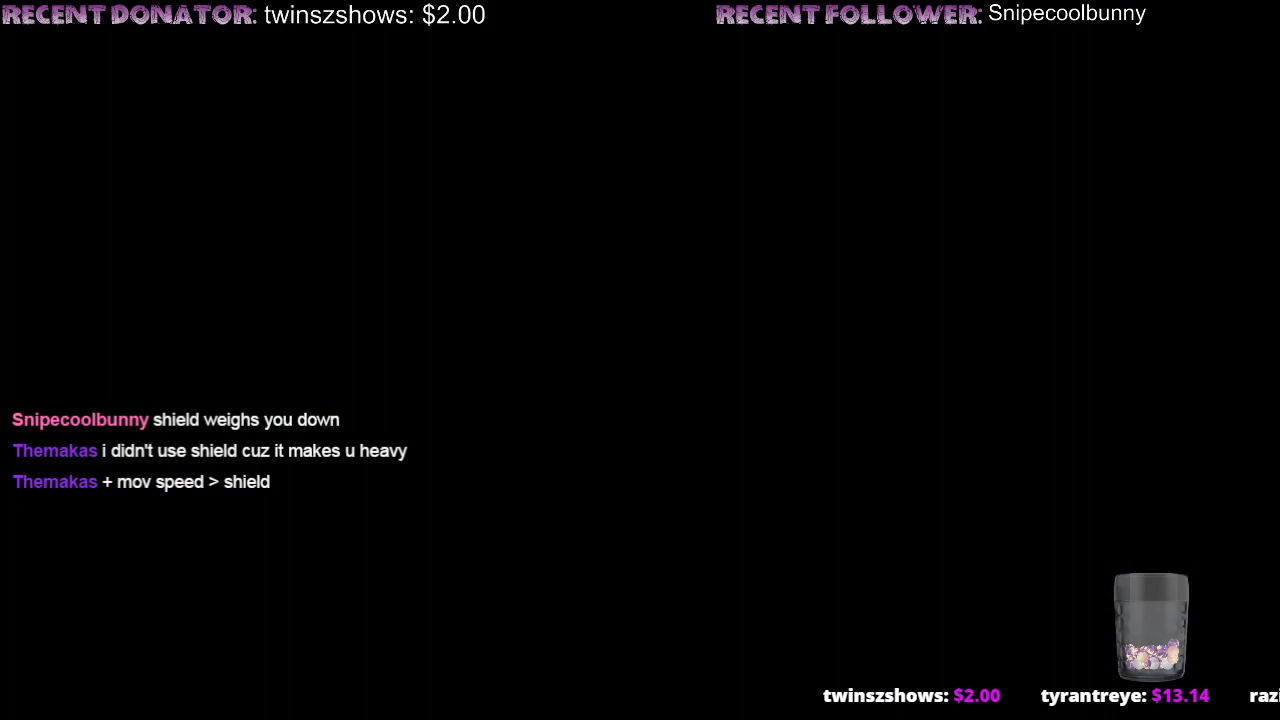 RECENT DONATOR: twinszshows: $2.00
RECENT FOLLOWER: Snipecoolbunny
Snipecoolbunny shield weighs you down
Themakas i didn't use shield cuz it makes u heavy
Themakas + mov speed > shield
twinszshows: $2.00 tyrantreye: $13.14 razi